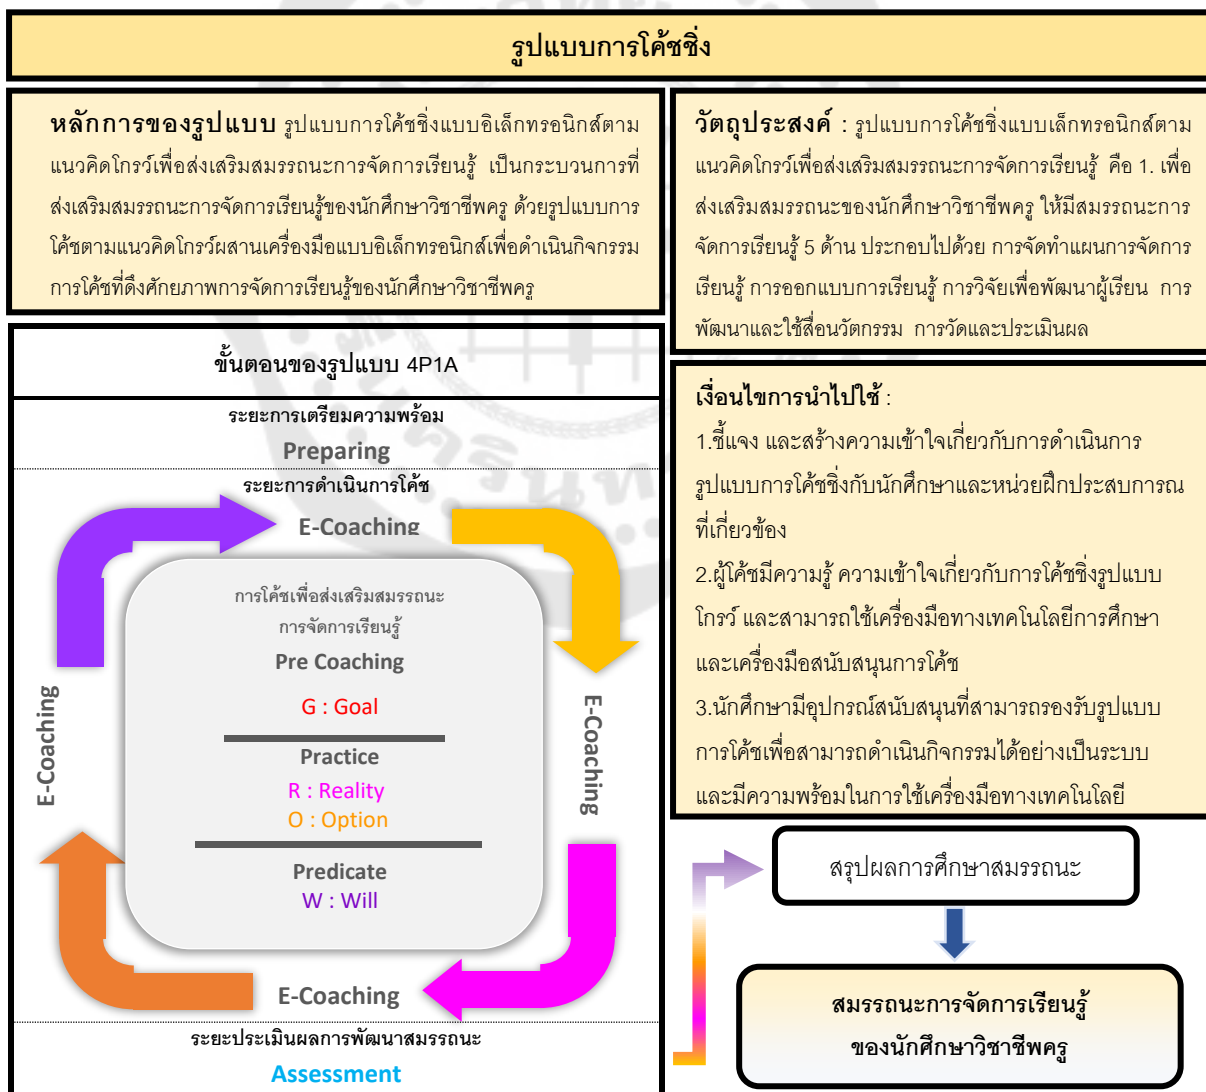 รูปแบบการโค้ชชิ่ง
หลักการของรูปแบบ รูปแบบการโค้ชชิ่งแบบอิเล็กทรอนิกส์ตาม
แนวคิดโกรว์เพื่อส่งเสริมสมรรถนะการจัดการเรียนรู้ เป็นกระบวนการที่
ส่งเสริมสมรรถนะการจัดการเรียนรู้ของนักศึกษาวิชาชีพครู ด้วยรูปแบบการ
โค้ชตามแนวคิดโกรว์ผสานเครื่องมือแบบอิเล็กทรอนิกส์เพื่อดำเนินกิจกรรม
การโค้ชที่ดึงศักยภาพการจัดการเรียนรู้ของนักศึกษาวิชาชีพครู
วัตถุประสงค์ : รูปแบบการโค้ชชิ่งแบบเล็กทรอนิกส์ตาม
แนวคิดโกรว์เพื่อส่งเสริมสมรรถนะการจัดการเรียนรู้ คือ 1. เพื่อ
ส่งเสริมสมรรถนะของนักศึกษาวิชาชีพครู ให้มีสมรรถนะการ
จัดการเรียนรู้ 5 ด้าน ประกอบไปด้วย การจัดทำแผนการจัดการ
เรียนรู้ การออกแบบการเรียนรู้ การวิจัยเพื่อพัฒนาผู้เรียน การ
พัฒนาและใช้สื่อนวัตกรรม การวัดและประเมินผล
ขั้นตอนของรูปแบบ 4P1A
ระยะการเตรียมความพร้อม
Preparing
ระยะการดำเนินการโค้ช
E-Coaching
การโค้ชเพื่อส่งเสริมสมรรถนะ
การจัดการเรียนรู้
Pre Coaching
G : Goal
Practice
R : Reality
O : Option
Predicate
W : Will
E-Coaching
E-Coaching
E-Coaching
ระยะประเมินผลการพัฒนาสมรรถนะ
Assessment
เงื่อนไขการนำไปใช้ :
1.ชี้แจง และสร้างความเข้าใจเกี่ยวกับการดำเนินการ
รูปแบบการโค้ชชิ่งกับนักศึกษาและหน่วยฝึกประสบการณ
ที่เกี่ยวข้อง
2.ผู้โค้ชมีความรู้ ความเข้าใจเกี่ยวกับการโค้ชชิ่งรูปแบบ
โกรว์ และสามารถใช้เครื่องมือทางเทคโนโลยีการศึกษา
และเครื่องมือสนับสนุนการโค้ช
3.นักศึกษามีอุปกรณ์สนับสนุนที่สามารถรองรับรูปแบบ
การโค้ชเพื่อสามารถดำเนินกิจกรรมได้อย่างเป็นระบบ
และมีความพร้อมในการใช้เครื่องมือทางเทคโนโลยี
สรุปผลการศึกษาสมรรถนะ
สมรรถนะการจัดการเรียนรู้
ของนักศึกษาวิชาชีพครู